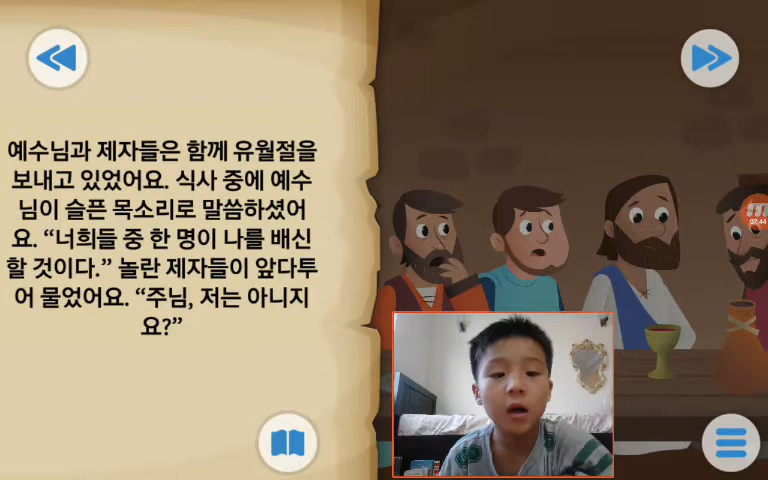 예수님과 제자들은 함께 유월절을
보내고 있었어요. 식사 중에 예수
님이 슬픈 목소리로 말씀하셨어
요. “너희들 중 한 명이 나를 배신
할 것이다.” 놀란 제자들이 앞다투
어 물었어요. “주님, 저는 아니지
요?”
07:44